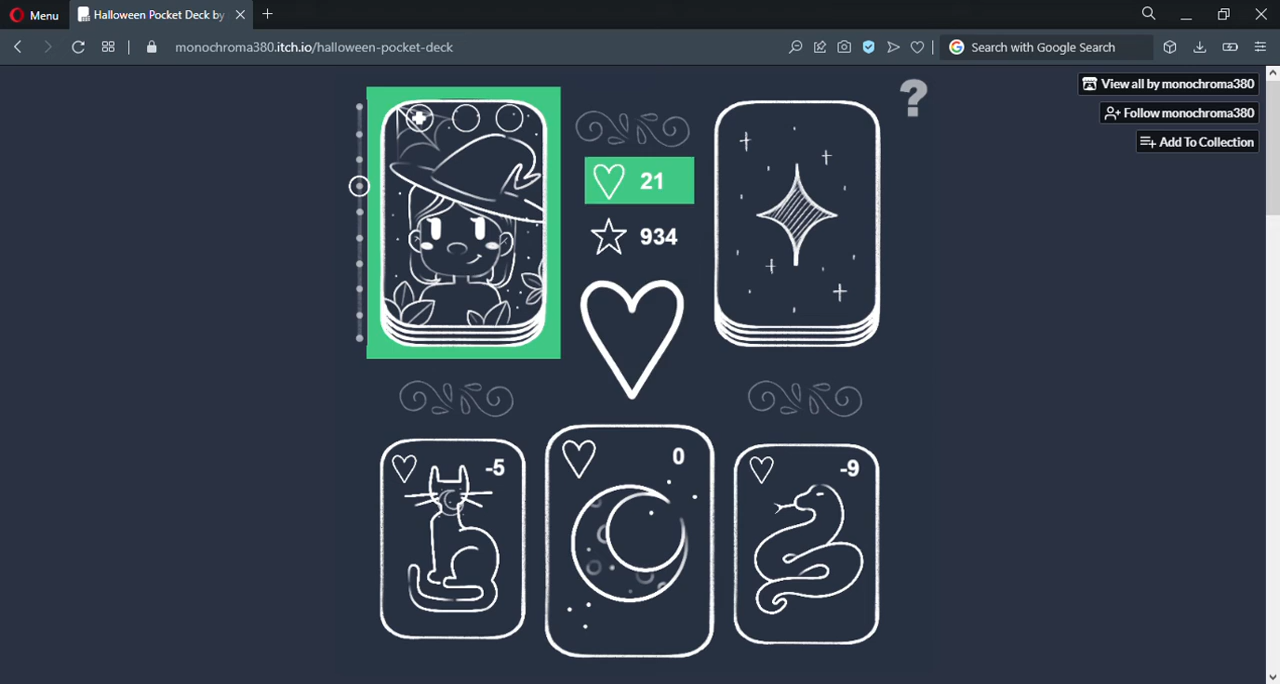 Menu
Halloween Pocket Deck by
monochroma380.itch.io/halloween-pocket-deck
Search with Google Search
View all by monochroma380
Follow monochroma380
Add To Collection
?
21
934
-5
0
-9